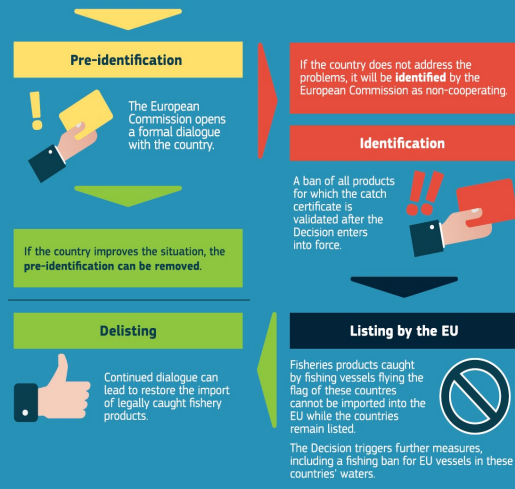 Pre-identification
The European
Commission opens
a formal dialogue
with the country.
If the country improves the situation, the
pre-identification can be removed.
If the country does not address the
problems, it will be identified by the
European Commission as non-cooperating.
Identification
A ban of all products
for which the catch
certificate is
validated after the
Decision enters
into force.
Listing by the EU
Fisheries products caught
by fishing vessels flying the
flag of these countres
cannot be imported into the
EU while the countries
remain listed.
The Decision triggers further measures,
including a fishing ban for EU vessels in these
countries' waters.
Delisting
Continued dialogue can
lead to restore the import
of legally caught fishery
products.